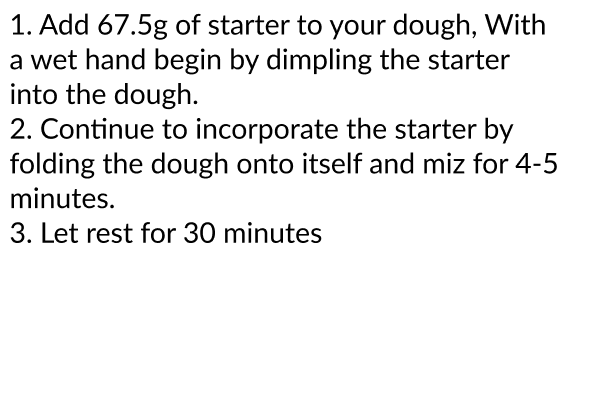 1. Add 67.5g of starter to your dough, With
a wet hand begin by dimpling the starter
into the dough.
2. Continue to incorporate the starter by
folding the dough onto itself and miz for 4-5
minutes.
3. Let rest for 30 minutes